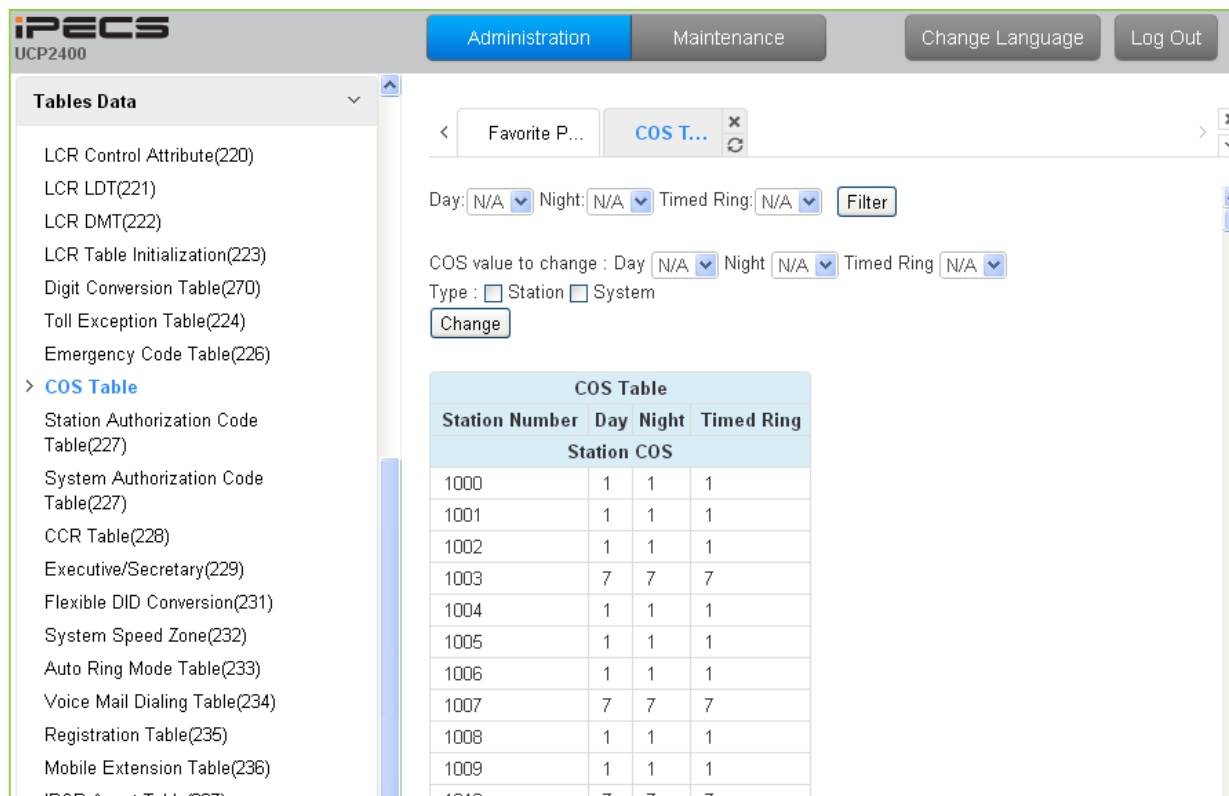 iPECS
UCP2400
Administration Maintenance Change Language Log Out
Tables Data
LCR Control Attribute(220)
LCR LDT(221)
LCR DMT(222)
LCR Table Initialization(223)
Digit Conversion Table(270)
Toll Exception Table(224)
Emergency Code Table(226)
COS Table
Station Authorization Code
Table(227)
System Authorization Code
Table(227)
CCR Table(228)
Executive/Secretary(229)
Flexible DID Conversion(231)
System Speed Zone(232)
Auto Ring Mode Table(233)
Voice Mail Dialing Table(234)
Registration Table(235)
Mobile Extension Table(236)
Favorite P... COS T...
Day: N/A Night: N/A Timed Ring: N/A Filter
COS value to change : Day N/A Night N/A Timed Ring N/A
Type : Station System
Change
COS Table
Station Number Day Night Timed Ring
Station COS
1000 1 1 1
1001 1 1 1
1002 1 1 1
1003 7 7 7
1004 1 1 1
1005 1 1 1
1006 1 1 1
1007 7 7 7
1008 1 1 1
1009 1 1 1